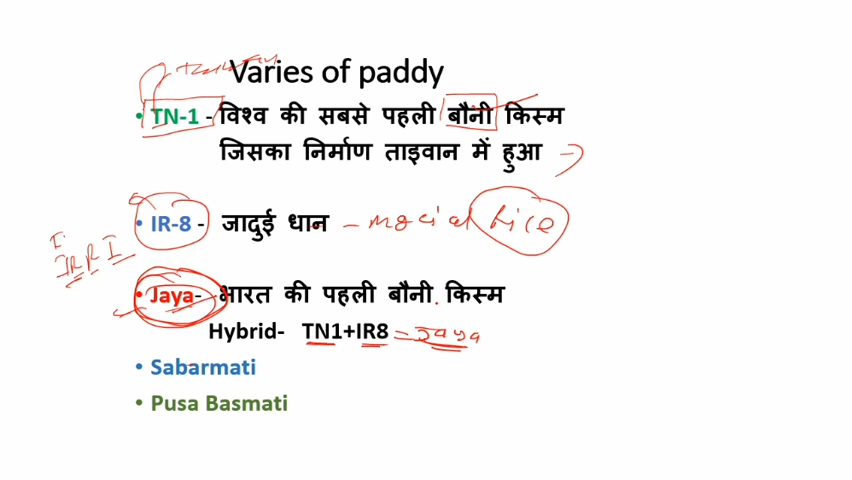 Varies of paddy
• TN-1 - विश्व की सबसे पहली बौनी किस्म
जिसका निर्माण ताइवान में हुआ
• IR-8 - जादुई धान - magical Rice
IRRI
• Jaya- भारत की पहली बौनी किस्म
Hybrid- TN1+IR8 = Jaya
• Sabarmati
• Pusa Basmati